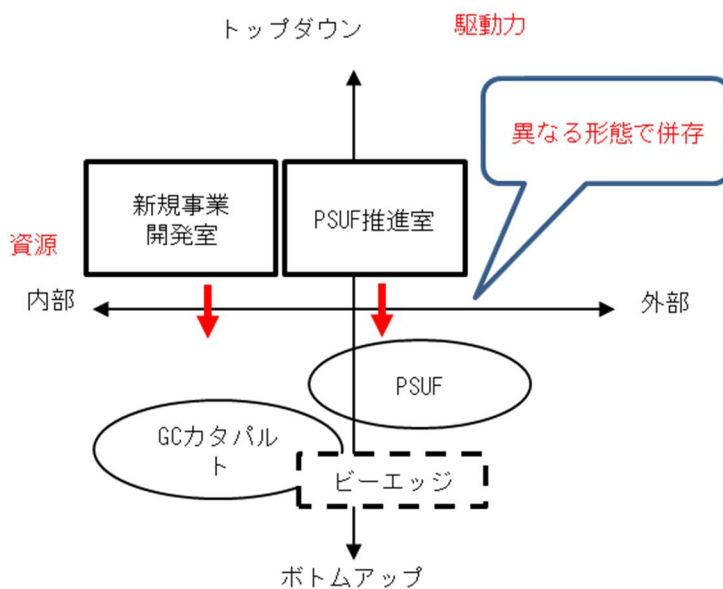 トップダウン
駆動力
異なる形態で併存
新規事業
開発室
PSUF推進室
資源
内部
外部
PSUF
GCカタパル
ト
ビーエッジ
ボトムアップ